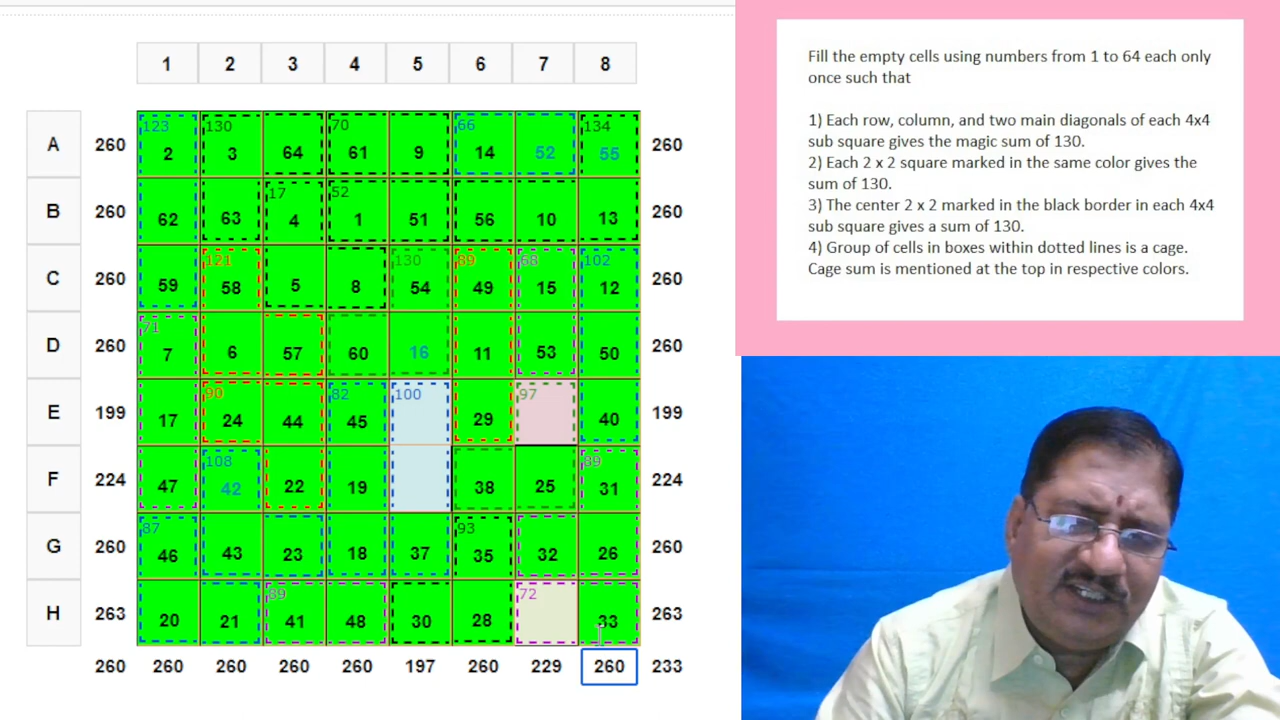 1 2 3 4 5 6 7 8
123 130 70 66 134
A 260 2 3 64 61 9 14 52 55 260
17 52
B 260 62 63 4 1 51 56 10 13 260
121 130 89 68 102
C 260 59 58 5 8 54 49 15 12 260
71
D 260 7 6 57 60 16 11 53 50 260
90 82 100 97
E 199 17 24 44 45 29 40 199
108 89
F 224 47 42 22 19 38 25 31 224
87 93
G 260 46 43 23 18 37 35 32 26 260
89 72
H 263 20 21 41 48 30 28 33 263
260 260 260 260 260 197 260 229 260 233
Fill the empty cells using numbers from 1 to 64 each only
once such that
1) Each row, column, and two main diagonals of each 4x4
sub square gives the magic sum of 130.
2) Each 2 x 2 square marked in the same color gives the
sum of 130.
3) The center 2 x 2 marked in the black border in each 4x4
sub square gives a sum of 130.
4) Group of cells in boxes within dotted lines is a cage.
Cage sum is mentioned at the top in respective colors.